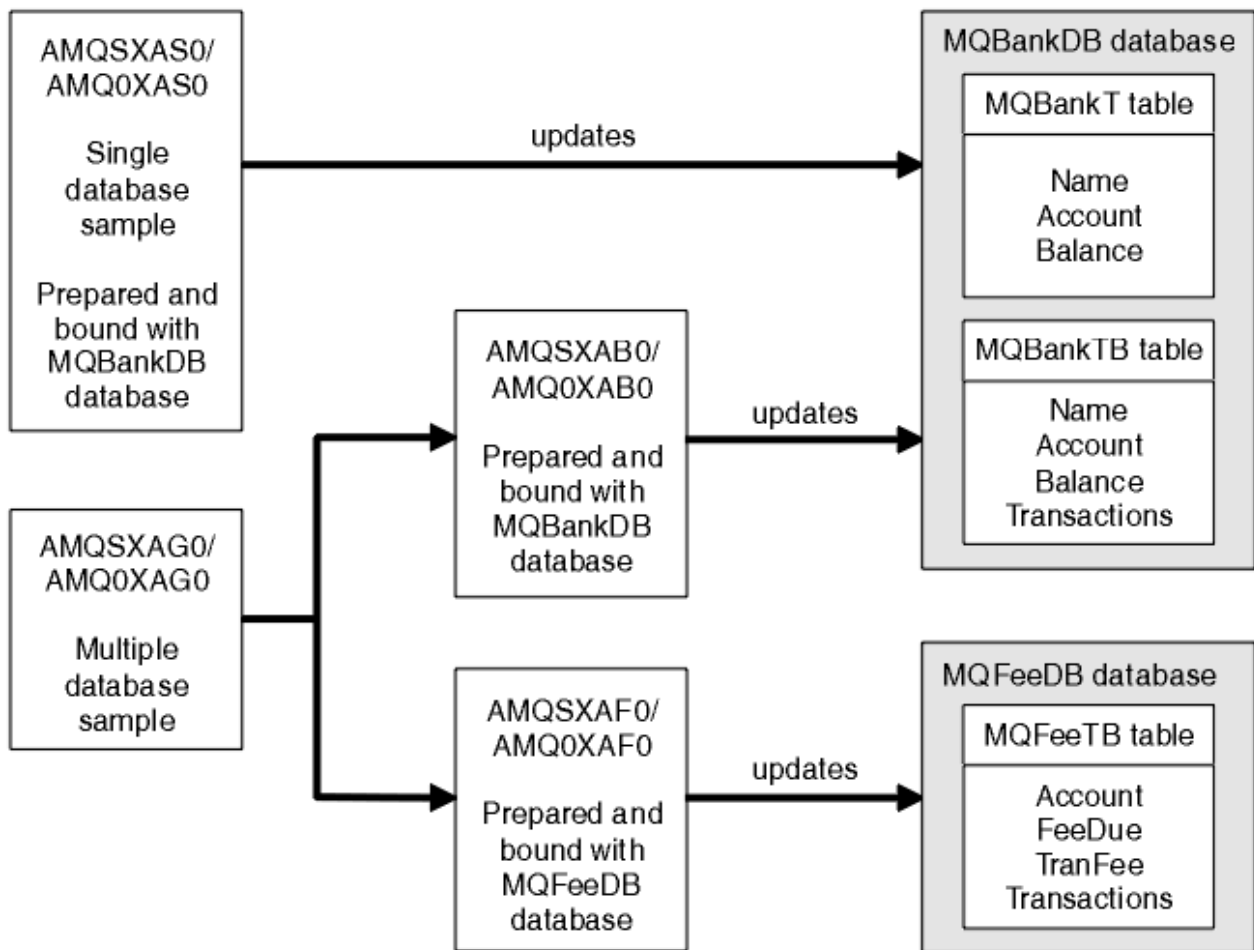 AMQSXAS0/
AMQ0XAS0
Single
database
sample
Prepared and
bound with
MQBankDB
database
updates
MQBankDB database
MQBankT table
Name
Account
Balance
MQBankTB table
Name
Account
Balance
Transactions
AMQSXAB0/
AMQ0XAB0
Prepared and
bound with
MQBankDB
database
updates
AMQSXAG0/
AMQ0XAG0
Multiple
database
sample
AMQSXAF0/
AMQ0XAF0
Prepared and
bound with
MQFeeDB
database
updates
MQFeeDB database
MQFeeTB table
Account
FeeDue
TranFee
Transactions